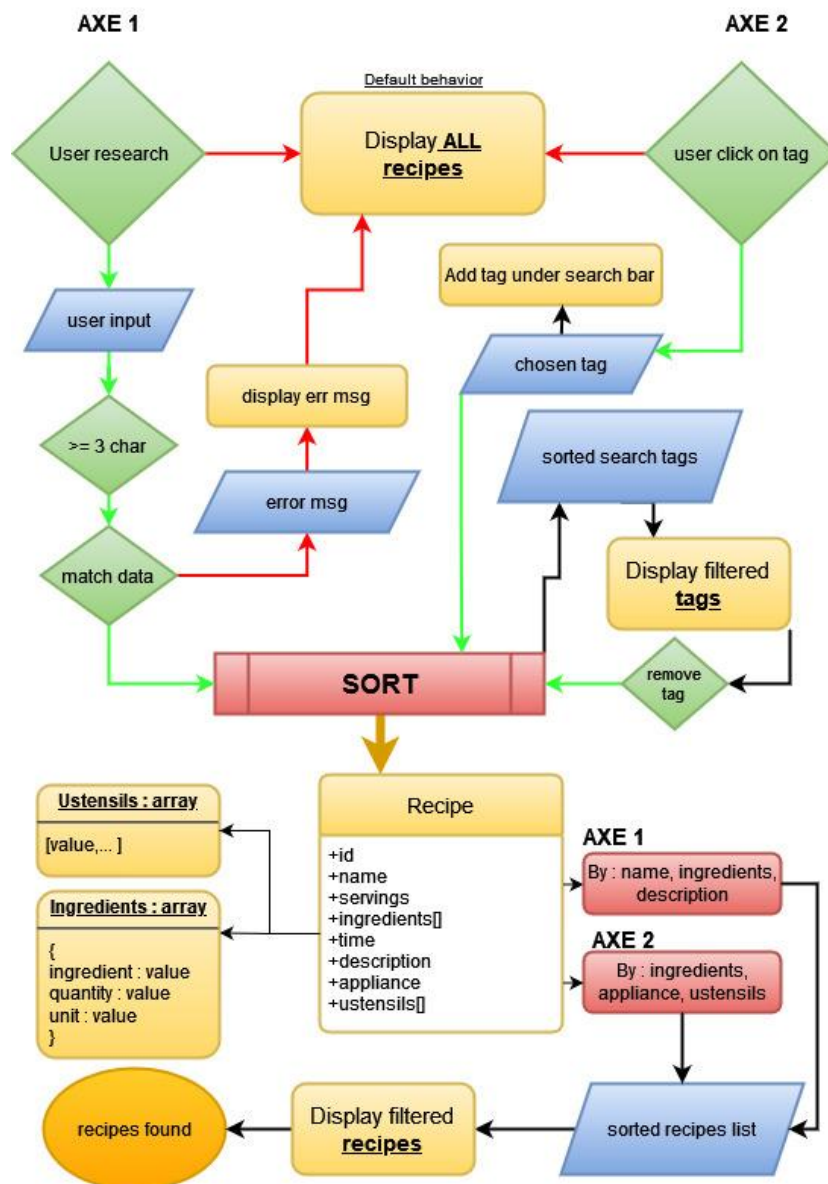 AXE 1
AXE 2
Default behavior
User research
Display ALL
recipes
user click on tag
Add tag under search bar
user input
chosen tag
display err msg
>= 3 char
sorted search tags
error msg
match data
Display filtered
tags
SORT
remove
tag
Ustensils : array
[value,... ]
Recipe
+id
+name
+servings
+ingredients[]
+time
+description
+appliance
+ustensils[]
AXE 1
By : name, ingredients,
description
Ingredients : array
{
ingredient : value
quantity : value
unit : value
}
AXE 2
By : ingredients,
appliance, ustensils
recipes found
Display filtered
recipes
sorted recipes list